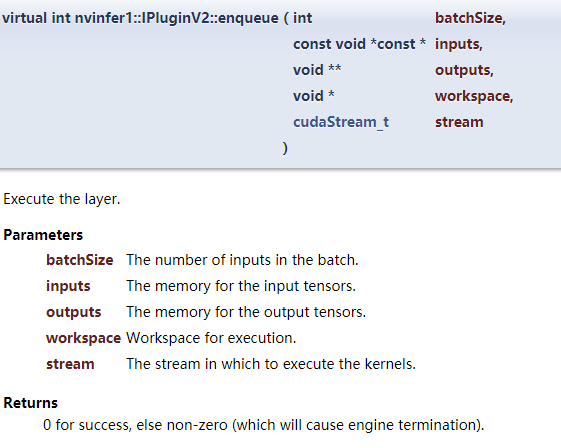 virtual int nvinfer1::IPluginV2::enqueue ( int batchSize,
const void *const * inputs,
void ** outputs,
void * workspace,
cudaStream_t stream
)
Execute the layer.
Parameters
batchSize The number of inputs in the batch.
inputs The memory for the input tensors.
outputs The memory for the output tensors.
workspace Workspace for execution.
stream The stream in which to execute the kernels.
Returns
0 for success, else non-zero (which will cause engine termination).